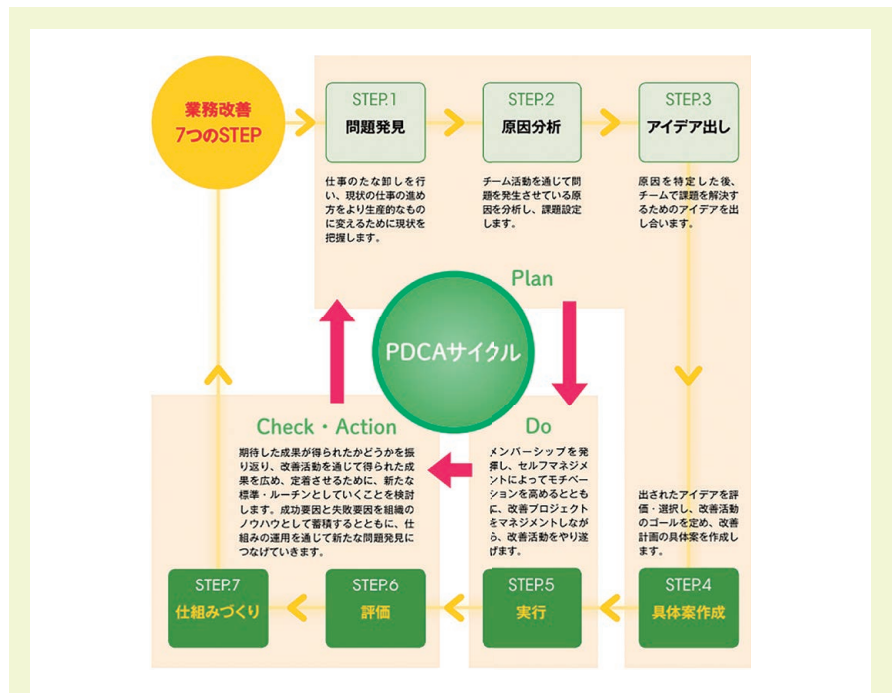 業務改善
7つのSTEP
STEP.1
問題発見
仕事のたな卸しを行
い、現状の仕事の進め
方をより生産的なもの
に変えるために現状を
把握します。
STEP.2
原因分析
チーム活動を通じて問
題を発生させている原
因を分析し、課題設定
します。
STEP.3
アイデア出し
原因を特定した後、
チームで課題を解決す
るためのアイデアを出
し合います。
Plan
PDCAサイクル
Check・Action
期待した成果が得られたかどうかを振
り返り、改善活動を通じて得られた成
果を広め、定着させるために、新たな
標準・ルーチンとしていくことを検討
します。成功要因と失敗要因を組織の
ノウハウとして蓄積するとともに、仕
組みの運用を通じて新たな問題発見に
つなげていきます。
Do
メンバーシップを発
揮し、セルフマネジメ
ントによってモチベー
ションを高めるととも
に、改善プロジェクト
をマネジメントしなが
ら、改善活動をやり遂
げます。
出されたアイデアを評
価・選択し、改善活動
のゴールを定め、改善
計画の具体案を作成し
ます。
STEP.7
仕組みづくり
STEP.6
評価
STEP.5
実行
STEP.4
具体案作成